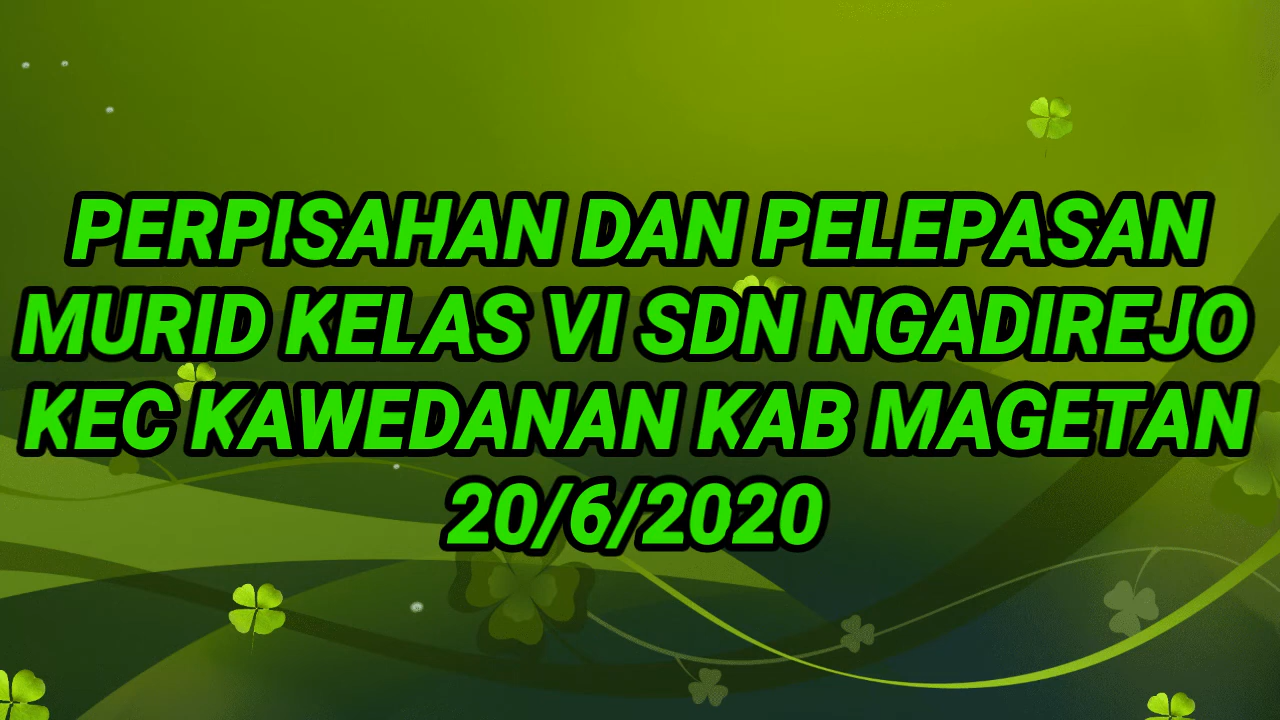 PERPISAHAN DAN PELEPASAN
MURID KELAS VI SDN NGADIREJO
KEC KAWEDANAN KAB MAGETAN
20/6/2020